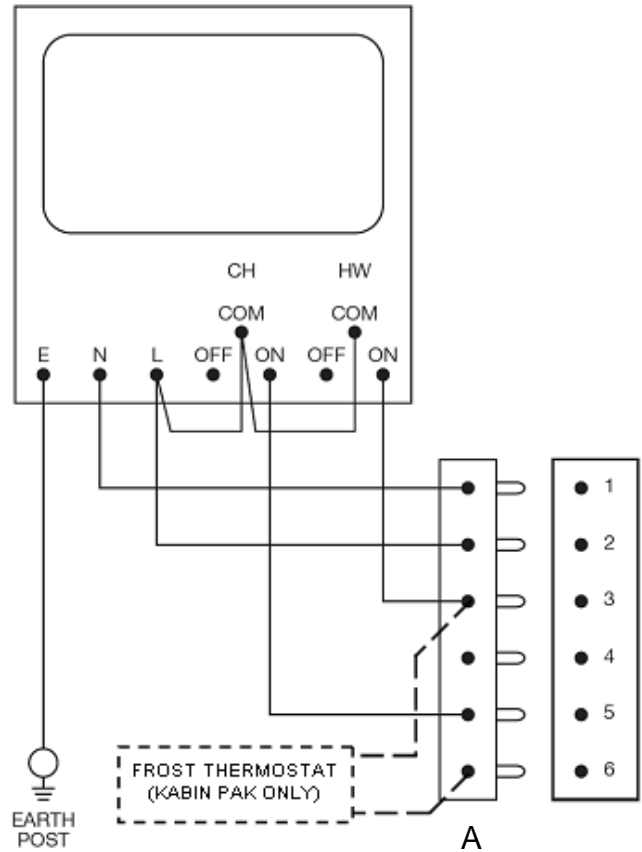 CH HW
COM COM
E N L OFF ON OFF ON
1
2
3
4
5
6
FROST THERMOSTAT
(KABIN PAK ONLY)
EARTH
POST
A